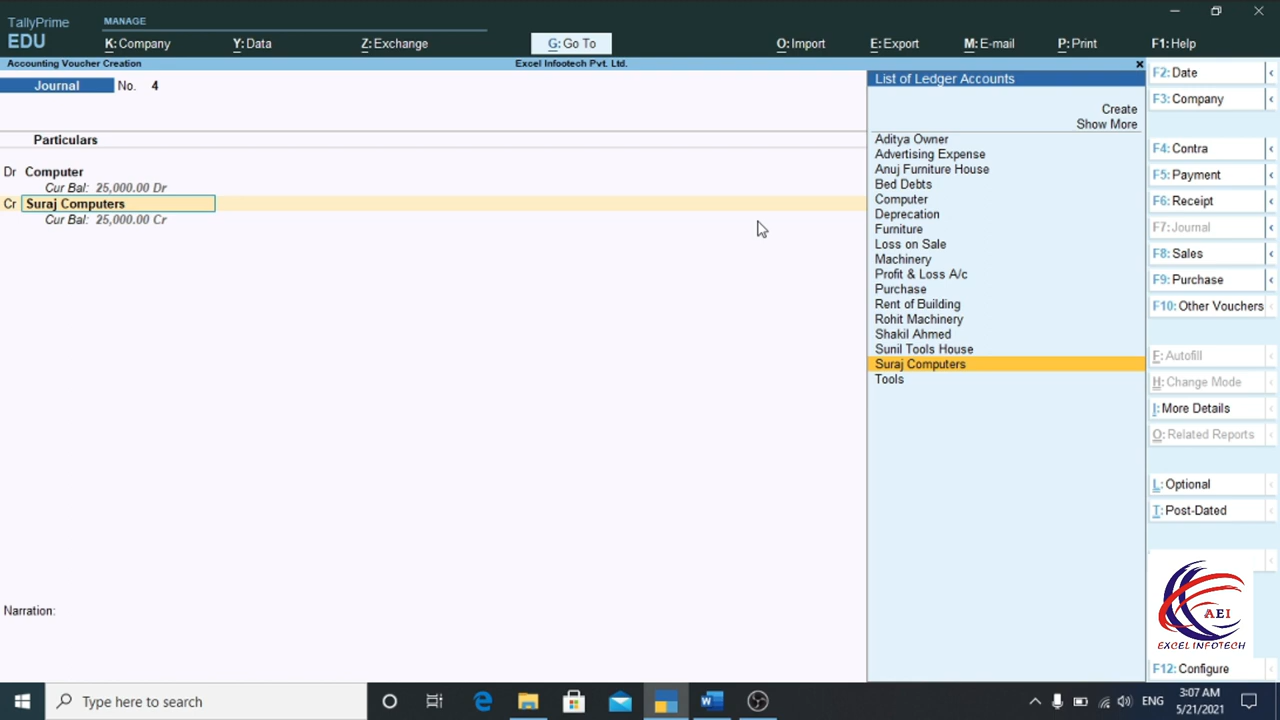 TallyPrime
EDU
MANAGE
K: Company
Y: Data
Z: Exchange
G: Go To
O: Import
E: Export
M: E-mail
P: Print
F1: Help
Accounting Voucher Creation
Excel Infotech Pvt. Ltd.
Journal No. 4
Particulars
Dr Computer
Cur Bal: 25,000.00 Dr
Cr Suraj Computers
Cur Bal: 25,000.00 Cr
Narration:
List of Ledger Accounts
Create
Show More
Aditya Owner
Advertising Expense
Anuj Furniture House
Bed Debts
Computer
Deprecation
Furniture
Loss on Sale
Machinery
Profit & Loss A/c
Purchase
Rent of Building
Rohit Machinery
Shakil Ahmed
Sunil Tools House
Suraj Computers
Tools
F2: Date
F3: Company
F4: Contra
F5: Payment
F6: Receipt
F7: Journal
F8: Sales
F9: Purchase
F10: Other Vouchers
F: Autofill
H: Change Mode
I: More Details
O: Related Reports
L: Optional
T: Post-Dated
AEI
EXCEL INFOTECH
F12: Configure
Type here to search
ENG
3:07 AM
5/21/2021